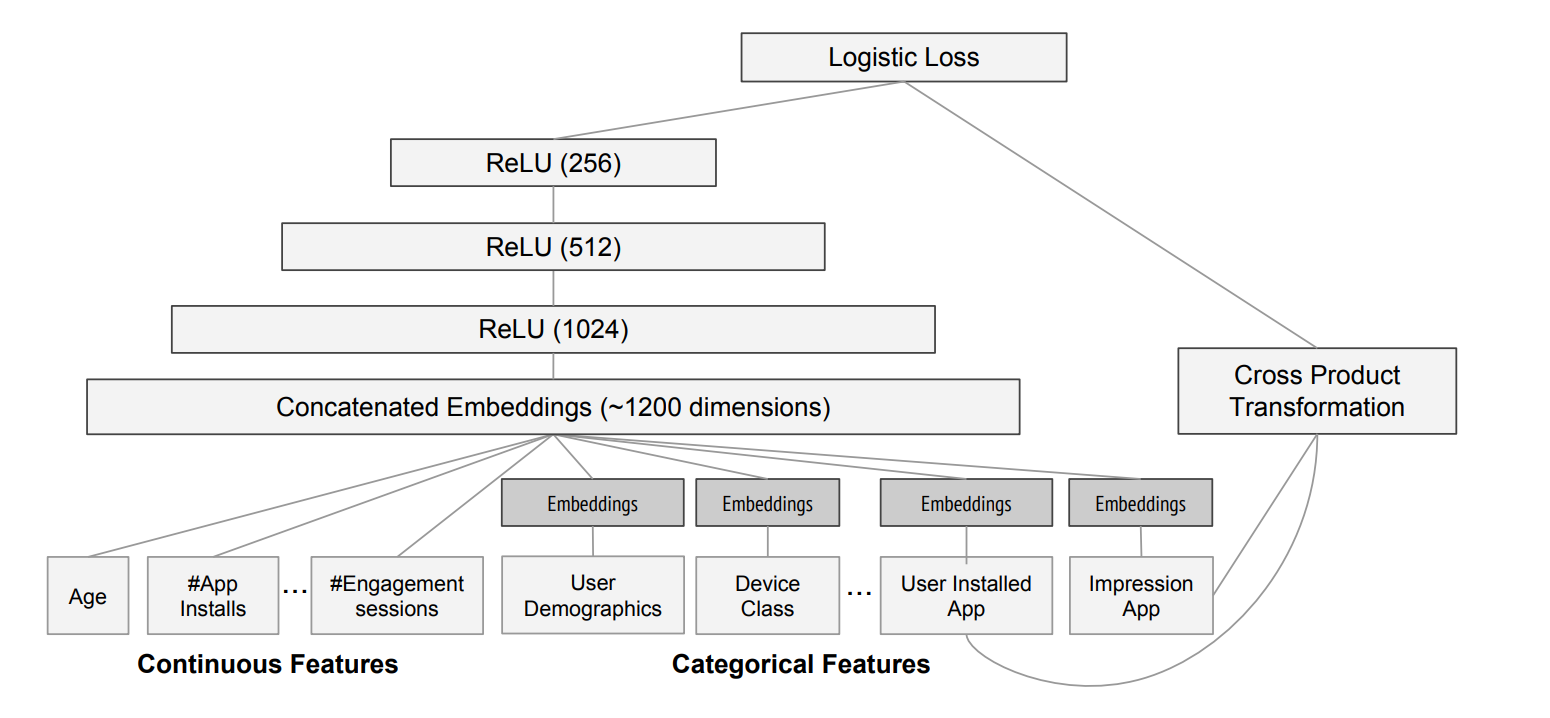 Logistic Loss
ReLU (256)
ReLU (512)
ReLU (1024)
Cross Product
Transformation
Concatenated Embeddings (~1200 dimensions)
Embeddings
Embeddings
Embeddings
Embeddings
Age
#App
Installs
...
#Engagement
sessions
User
Demographics
Device
Class
...
User Installed
App
Impression
App
Continuous Features
Categorical Features